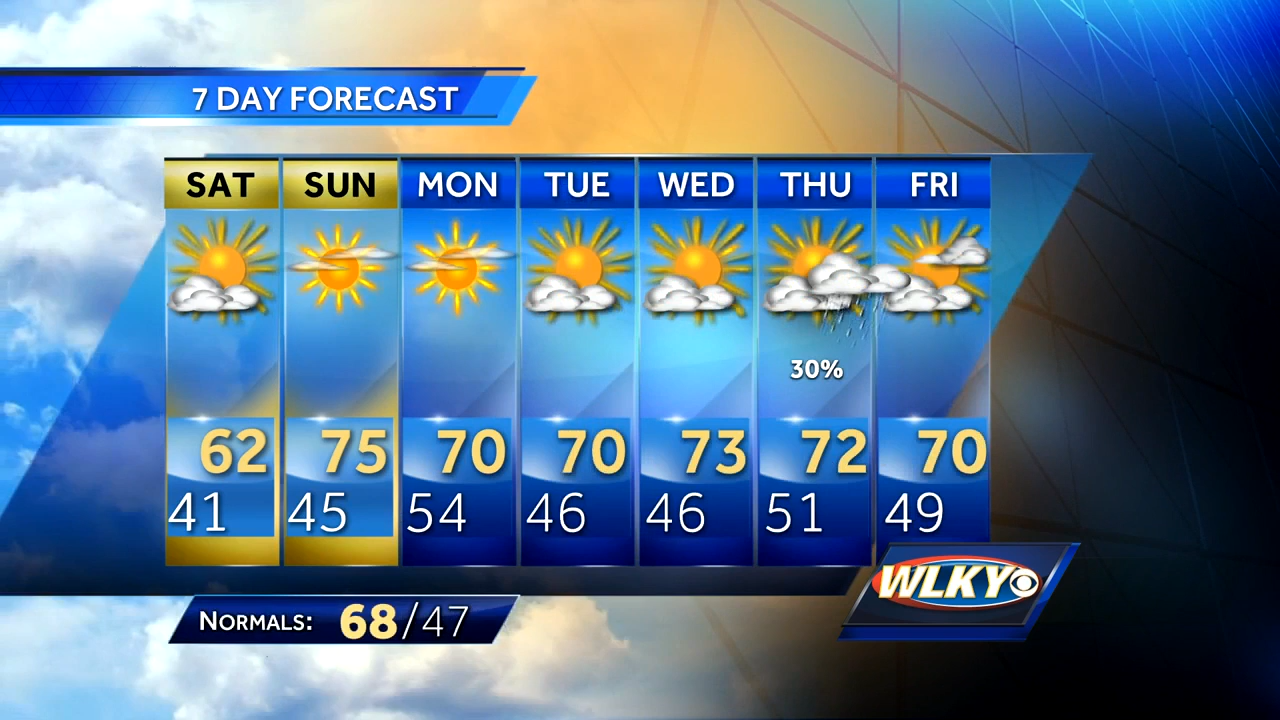 7 DAY FORECAST
SAT SUN MON TUE WED THU FRI
30%
62 75 70 70 73 72 70
41 45 54 46 46 51 49
WLKY
NORMALS: 68/47